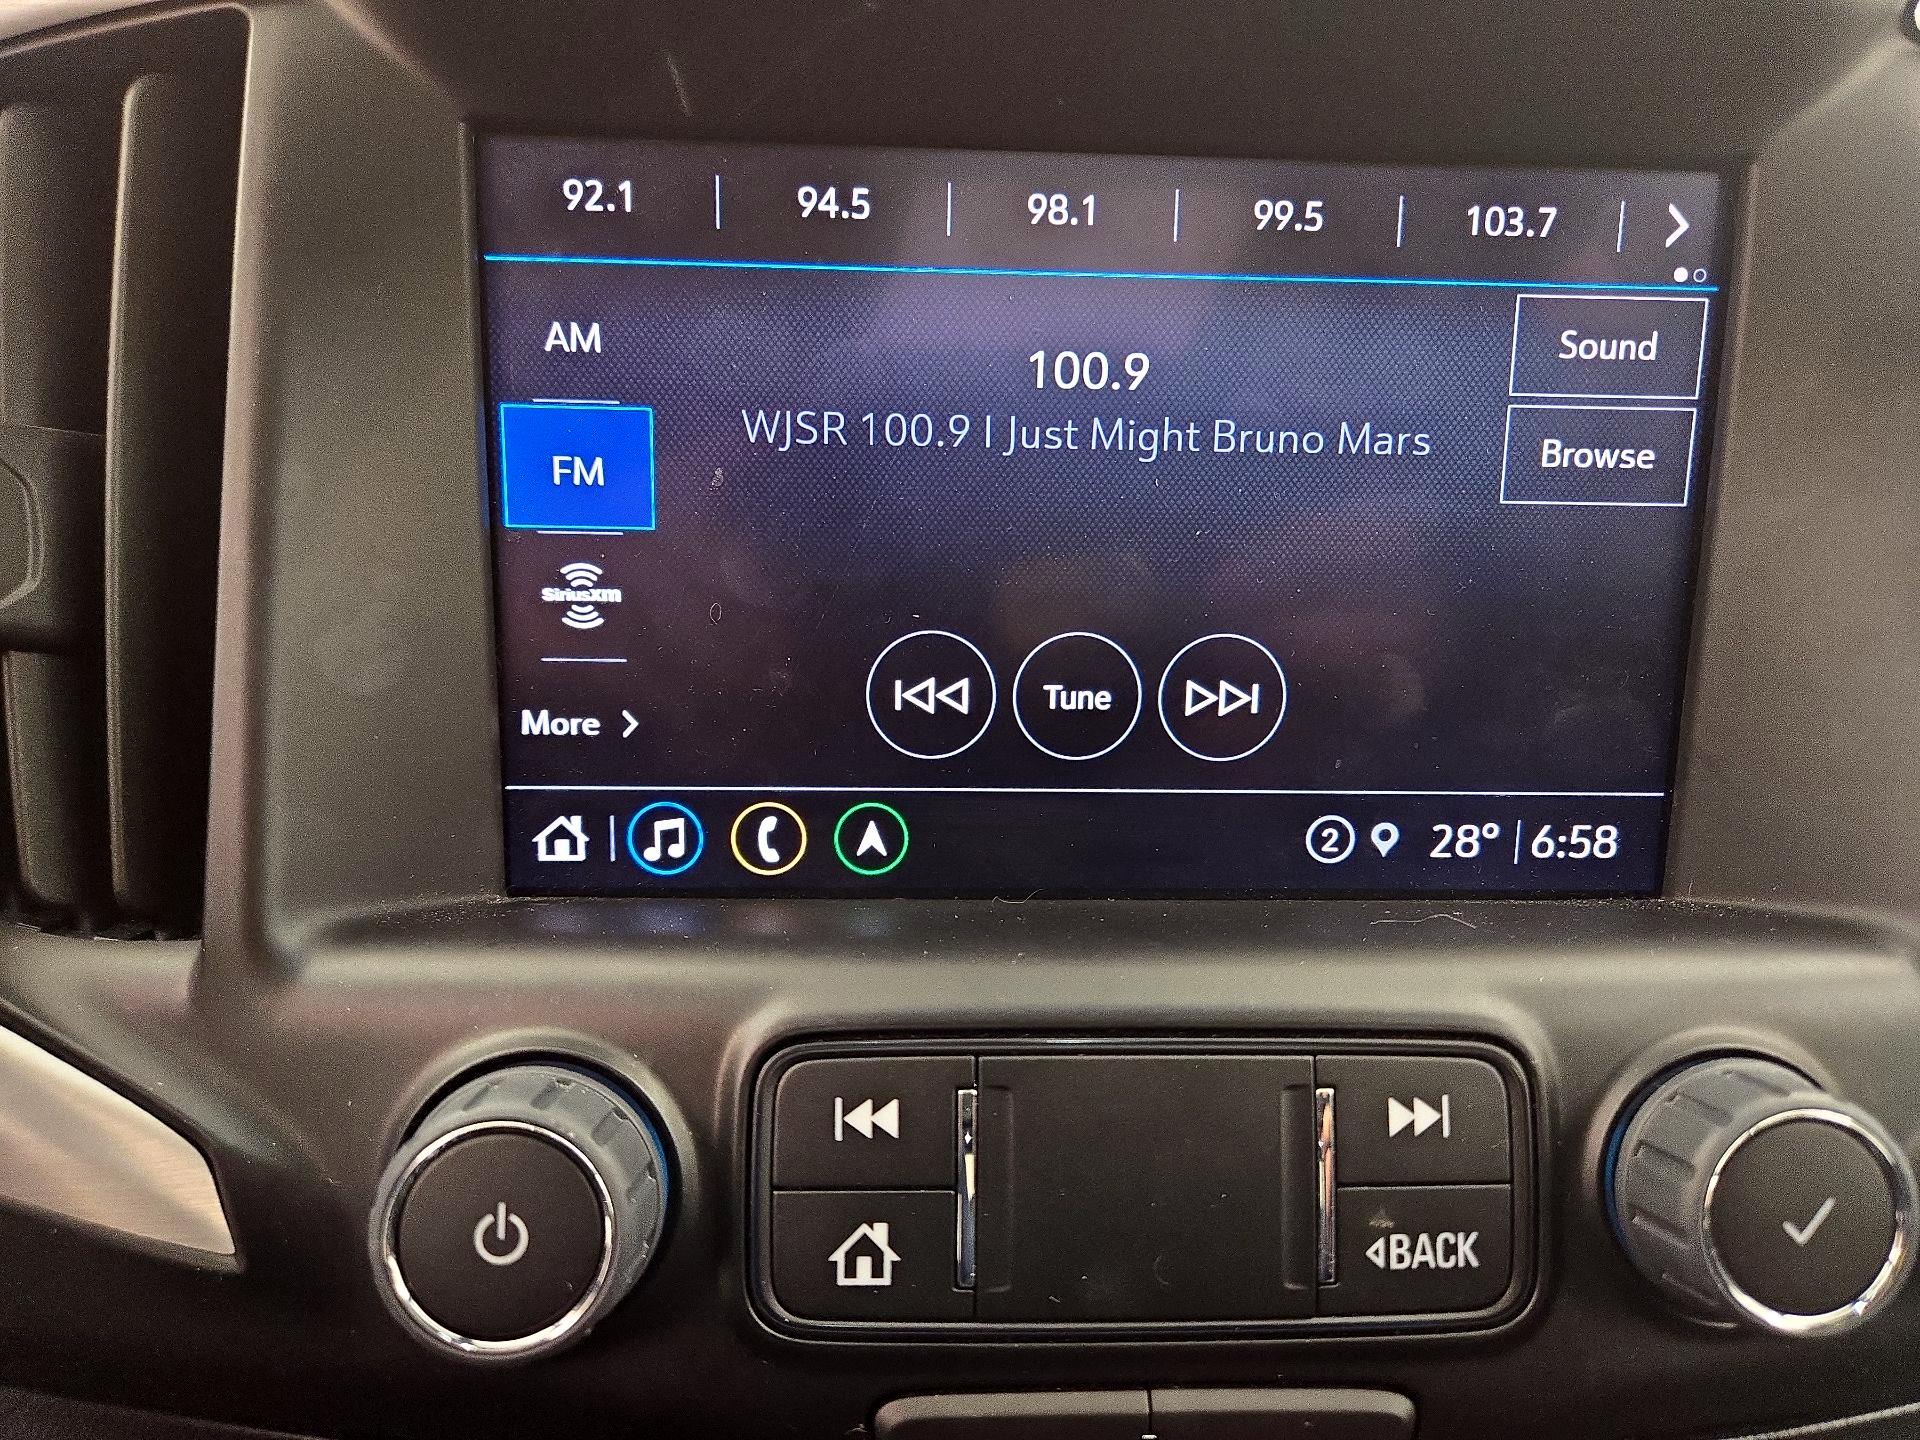 92.1 | 94.5 | 98.1 | 99.5 | 103.7 |
AM
Sound
100.9
WJSR 100.9 I Just Might Bruno Mars
Browse
FM
SiriusXM
More
Tune
2 28° | 6:58
BACK